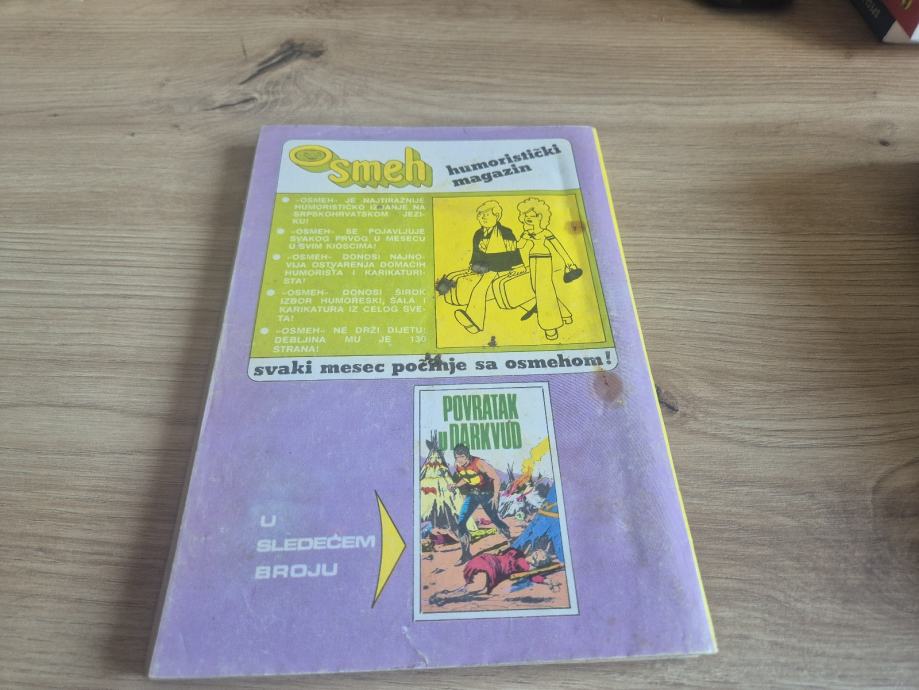 Osmeh
humoristički
magazin
● -OSMEH- JE NAJTIRAŽNIJE
HUMORISTIČKO IZDANJE NA
SRPSKOHRVATSKOM JEZI-
KU!
● -OSMEH- SE POJAVLJUJE
SVAKOG PRVOG U MESECU
U SVIM KIOSCIMA!
● -OSMEH- DONOSI NAJNO-
VIJA OSTVARENJA DOMAĆIH
HUMORISTA I KARIKATURI-
STA!
● -OSMEH- DONOSI ŠIROK
IZBOR HUMORESKI, ŠALA I
KARIKATURA IZ CELOG SVE-
TA!
● -OSMEH- NE DRŽI DIJETU:
DEBLJINA MU JE 130
STRANA!
svaki mesec počinje sa osmehom!
POVRATAK
u DARKVUD
U
SLEDEĆEM
BROJU